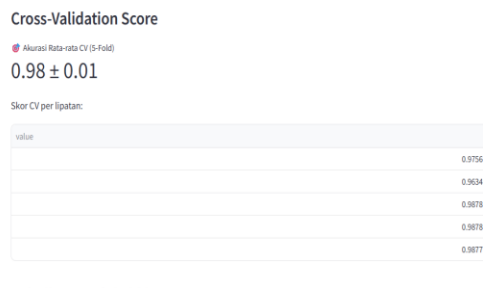 Cross-Validation Score
🎯 Akurasi Rata-rata CV (5-Fold)
0.98 ± 0.01
Skor CV per lipatan:
value
0.9756
0.9634
0.9878
0.9878
0.9877